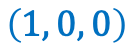 (1, 0, 0)